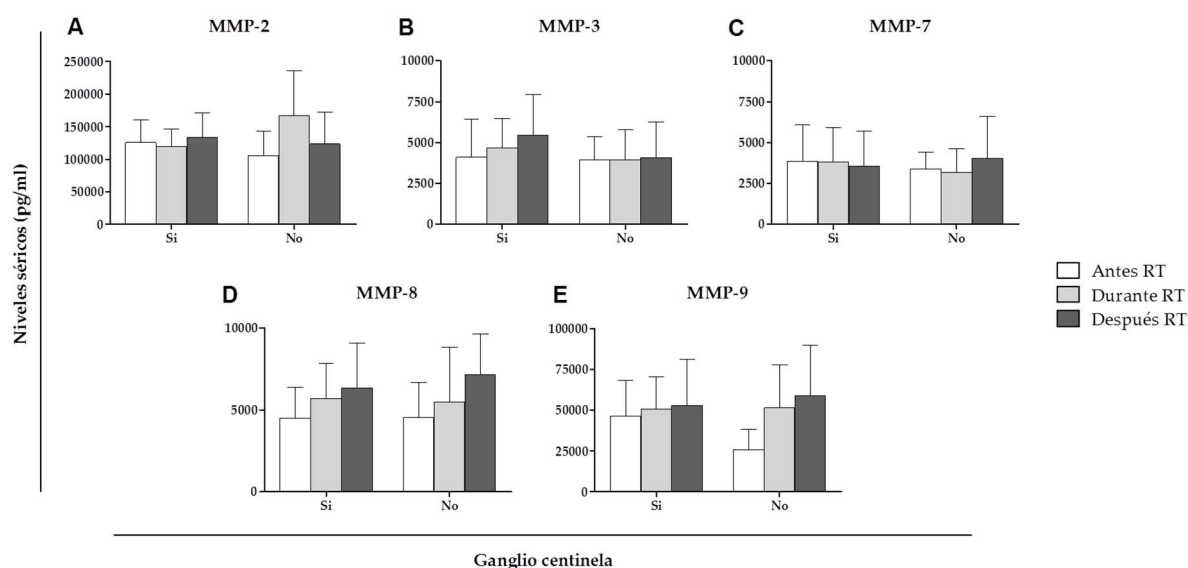 A
MMP-2
B
MMP-3
C
MMP-7
250000
200000
150000
100000
50000
0
Si
No
10000
7500
5000
2500
0
Si
No
10000
7500
5000
2500
0
Si
No
Niveles séricos (pg/ml)
D
MMP-8
E
MMP-9
10000
5000
0
Si
No
100000
75000
50000
25000
0
Si
No
Antes RT
Durante RT
Después RT
Ganglio centinela